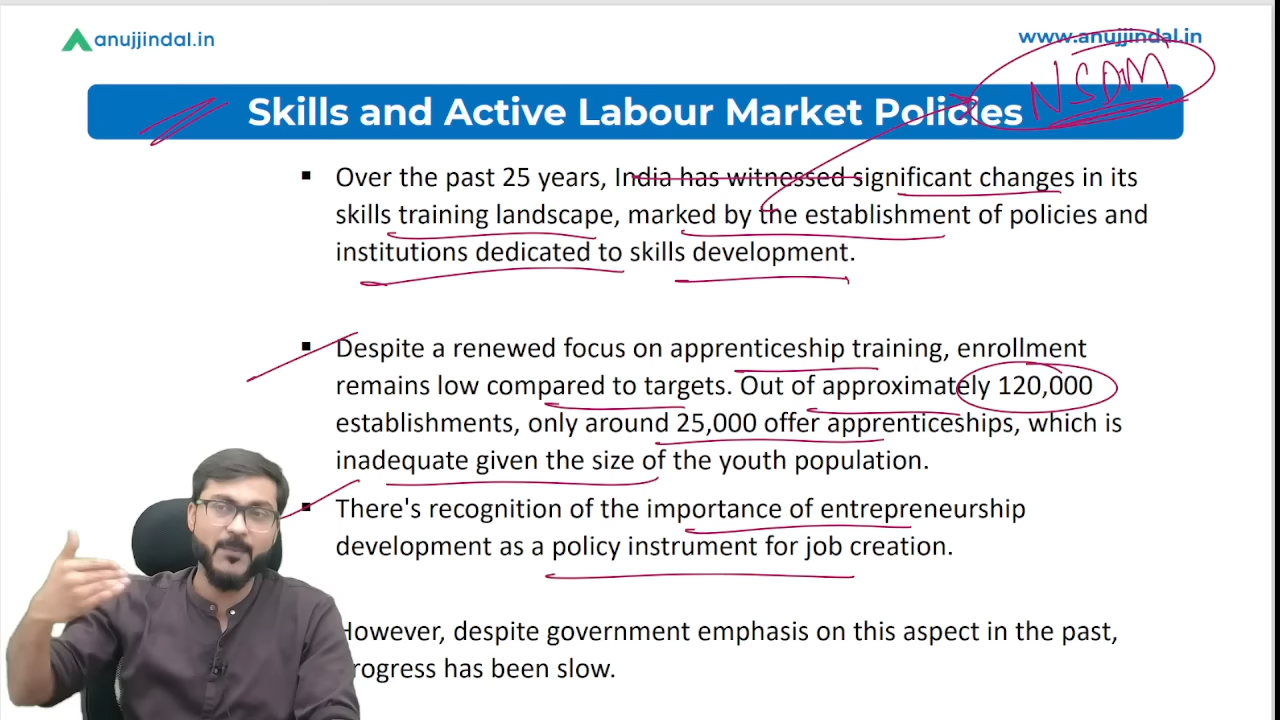 anujjindal.in
www.anujjindal.in
NSDM
Skills and Active Labour Market Policies
▪ Over the past 25 years, India has witnessed significant changes in its
skills training landscape, marked by the establishment of policies and
institutions dedicated to skills development.
▪ Despite a renewed focus on apprenticeship training, enrollment
remains low compared to targets. Out of approximately 120,000
establishments, only around 25,000 offer apprenticeships, which is
inadequate given the size of the youth population.
▪ There's recognition of the importance of entrepreneurship
development as a policy instrument for job creation.
However, despite government emphasis on this aspect in the past,
progress has been slow.